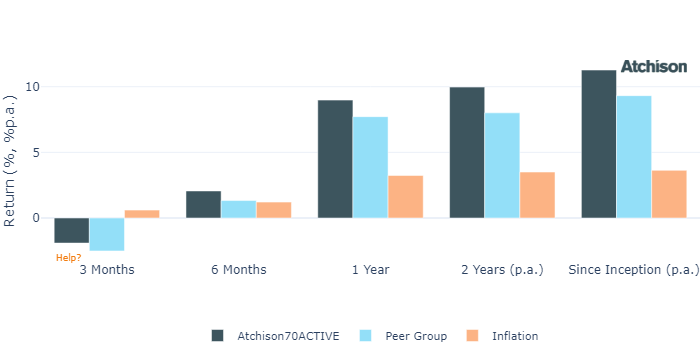 Atchison
10
5
0
Return (%, %p.a.)
Help?
3 Months
6 Months
1 Year
2 Years (p.a.)
Since Inception (p.a.)
Atchison70ACTIVE
Peer Group
Inflation